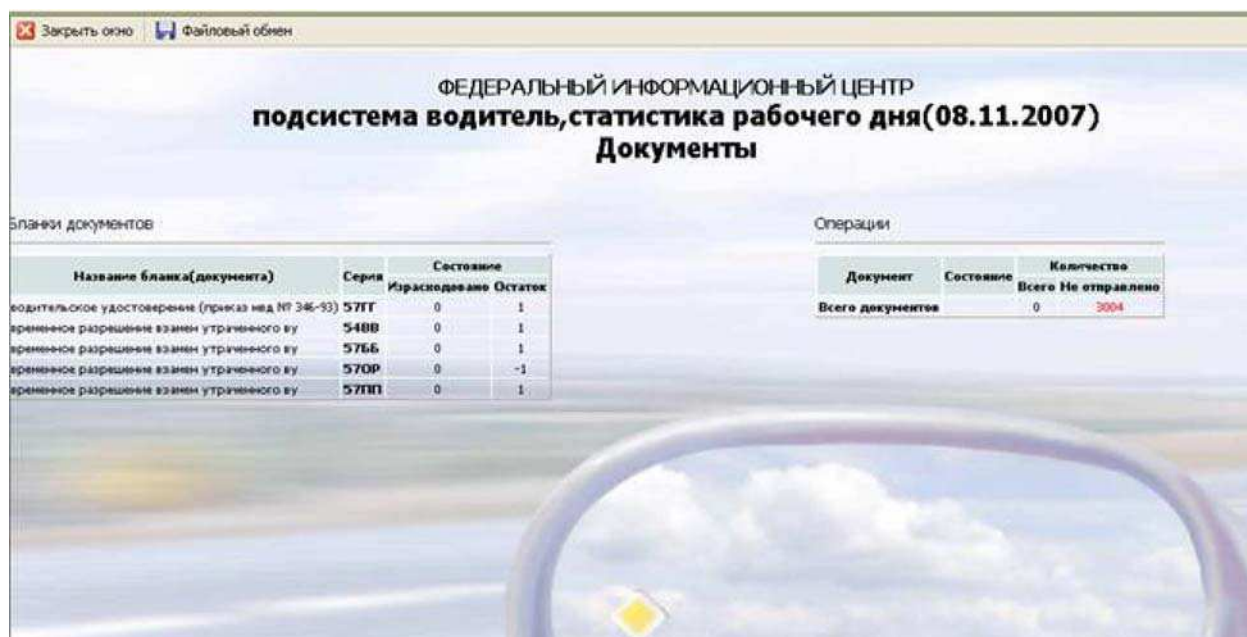 Закрыть окно Файловый обмен
ФЕДЕРАЛЬНЫЙ ИНФОРМАЦИОННЫЙ ЦЕНТР
подсистема водитель,статистика рабочего дня(08.11.2007)
Документы
Бланки документов
Название бланка(документа) Серия Состояние
Израсходовано Остаток
водительское удостоверение (приказ мвд № 346-93) 57ГГ 0 1
временное разрешение взамен утраченного ву 54ВВ 0 1
временное разрешение взамен утраченного ву 57ББ 0 1
временное разрешение взамен утраченного ву 57ОР 0 -1
временное разрешение взамен утраченного ву 57ПП 0 1
Операции
Документ Состояние Количество
Всего Не отправлено
Всего документов 0 3004